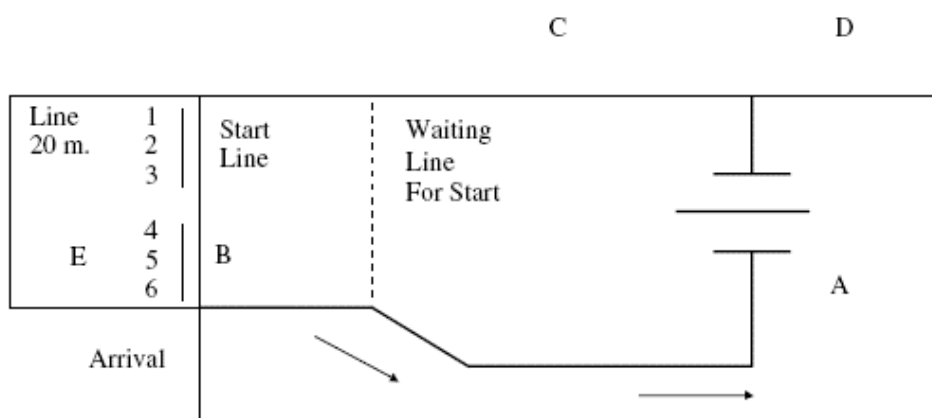 C
D
Line
20 m.
1
2
3
Start
Line
Waiting
Line
For Start
4
5
6
E
B
A
Arrival